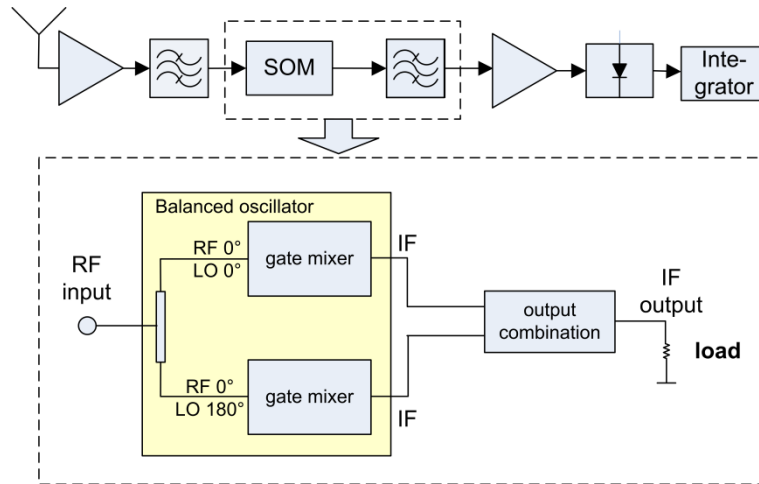 SOM
Inte-
grator
Balanced oscillator
RF 0°
LO 0°
gate mixer
IF
RF
input
output
combination
IF
output
load
RF 0°
LO 180°
gate mixer
IF